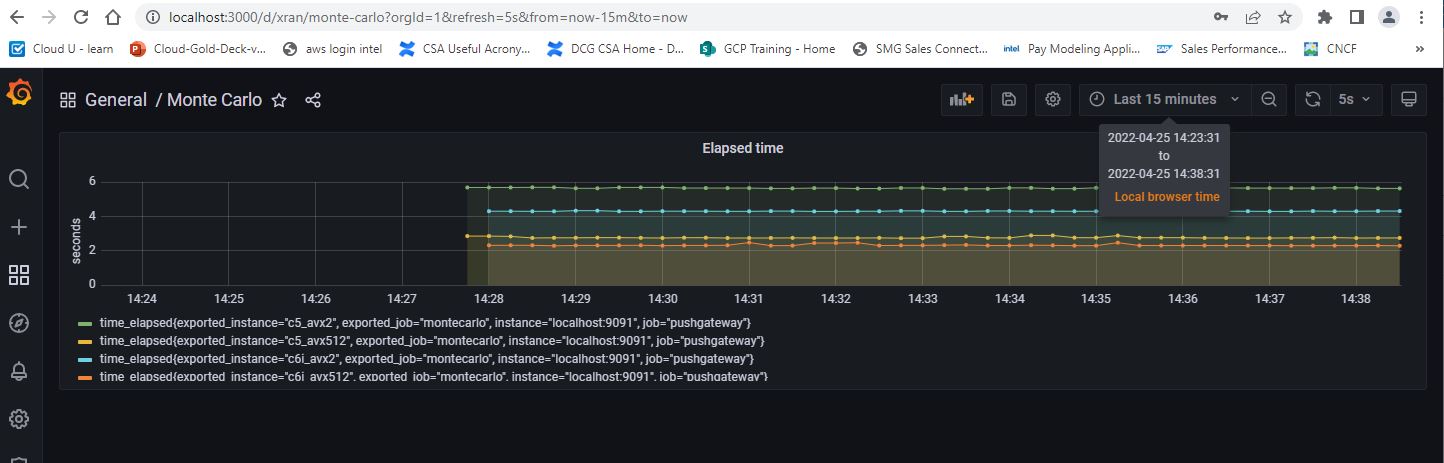 localhost:3000/d/xran/monte-carlo?orgId=1&refresh=5s&from=now-15m&to=now
Cloud U - learn Cloud-Gold-Deck-v... aws login intel CSA Useful Acrony... DCG CSA Home - D... GCP Training - Home SMG Sales Connect... intel Pay Modeling Appli... SAP Sales Performance... CNCF »
General / Monte Carlo Last 15 minutes 5s
2022-04-25 14:23:31
to
2022-04-25 14:38:31
Local browser time
Elapsed time
seconds
6
4
2
0
14:24 14:25 14:26 14:27 14:28 14:29 14:30 14:31 14:32 14:33 14:34 14:35 14:36 14:37 14:38
time_elapsed{exported_instance="c5_avx2", exported_job="montecarlo", instance="localhost:9091", job="pushgateway"}
time_elapsed{exported_instance="c5_avx512", exported_job="montecarlo", instance="localhost:9091", job="pushgateway"}
time_elapsed{exported_instance="c6i_avx2", exported_job="montecarlo", instance="localhost:9091", job="pushgateway"}
time_elapsed{exported_instance="c6i_avx512", exported_job="montecarlo", instance="localhost:9091", job="pushgateway"}